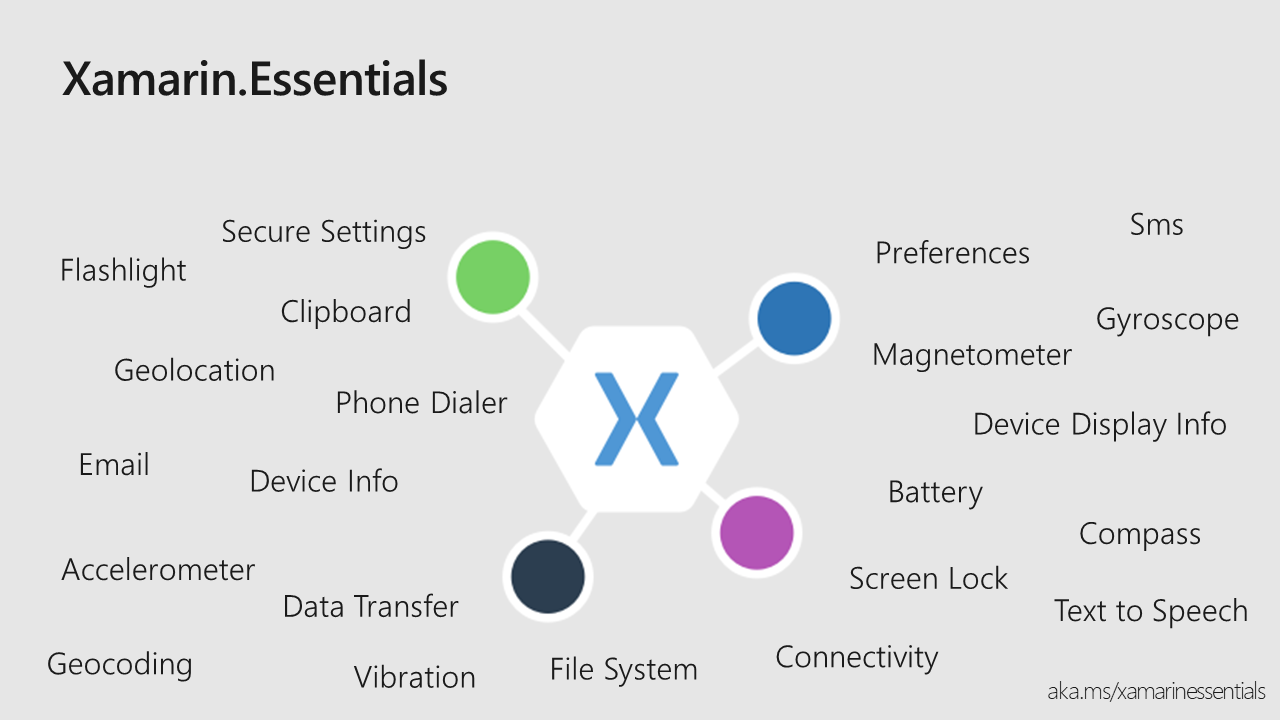 Xamarin.Essentials
Secure Settings
Flashlight
Clipboard
Geolocation
Phone Dialer
Email
Device Info
Accelerometer
Data Transfer
Geocoding
Vibration
File System
X
Sms
Preferences
Gyroscope
Magnetometer
Device Display Info
Battery
Compass
Screen Lock
Text to Speech
Connectivity
aka.ms/xamarinessentials